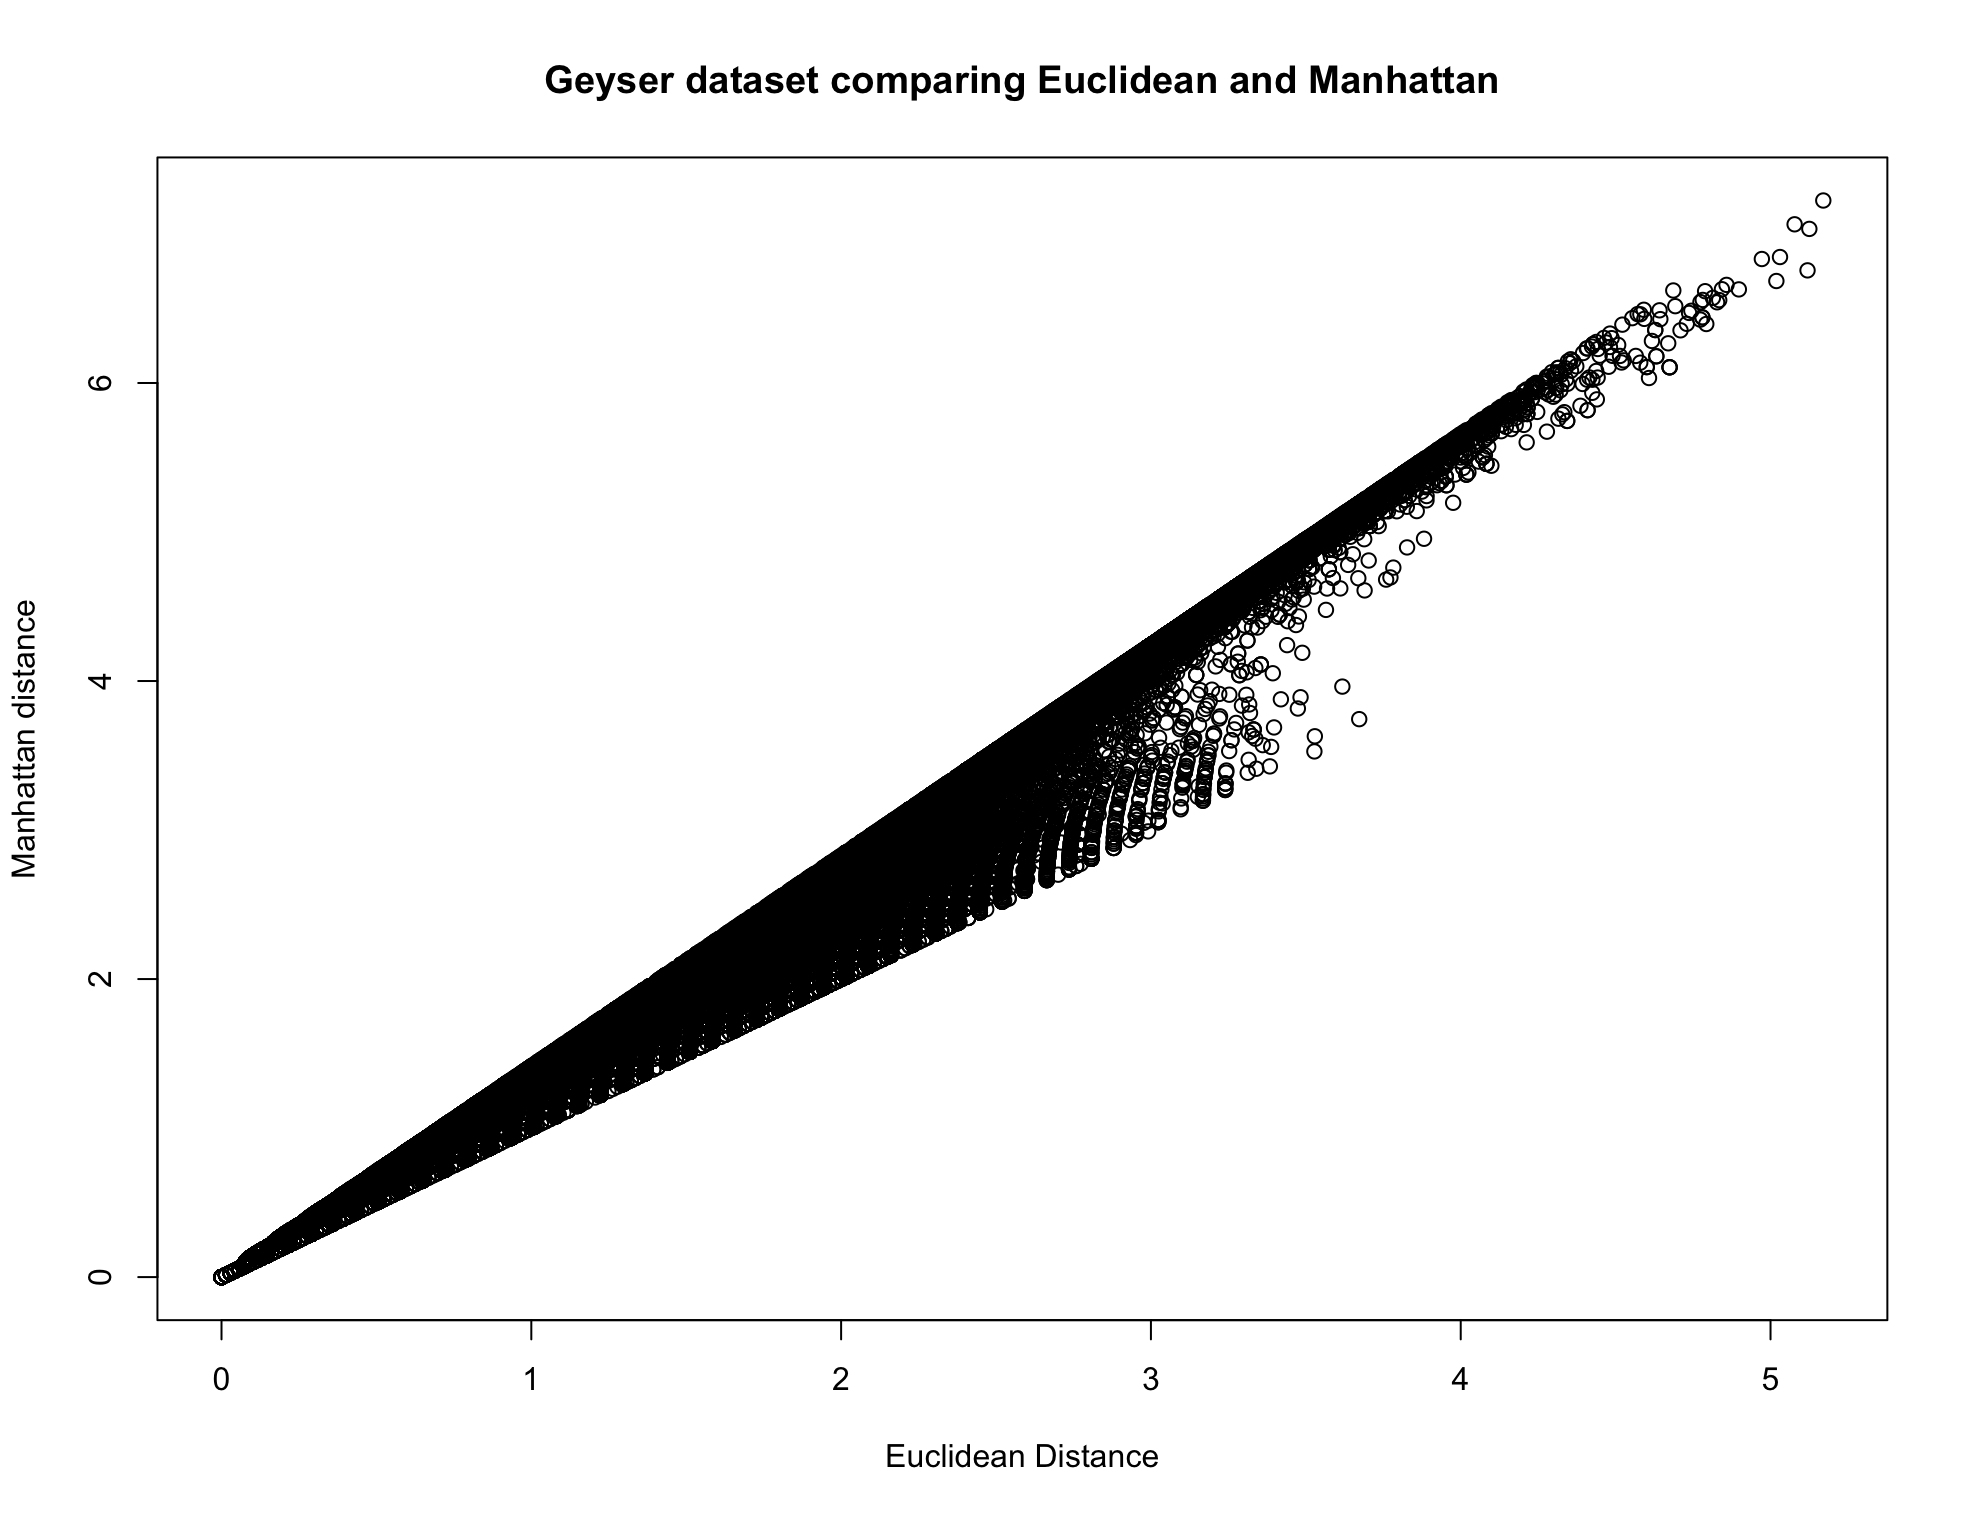 Geyser dataset comparing Euclidean and Manhattan
Manhattan distance
6
4
2
0
0 1 2 3 4 5
Euclidean Distance